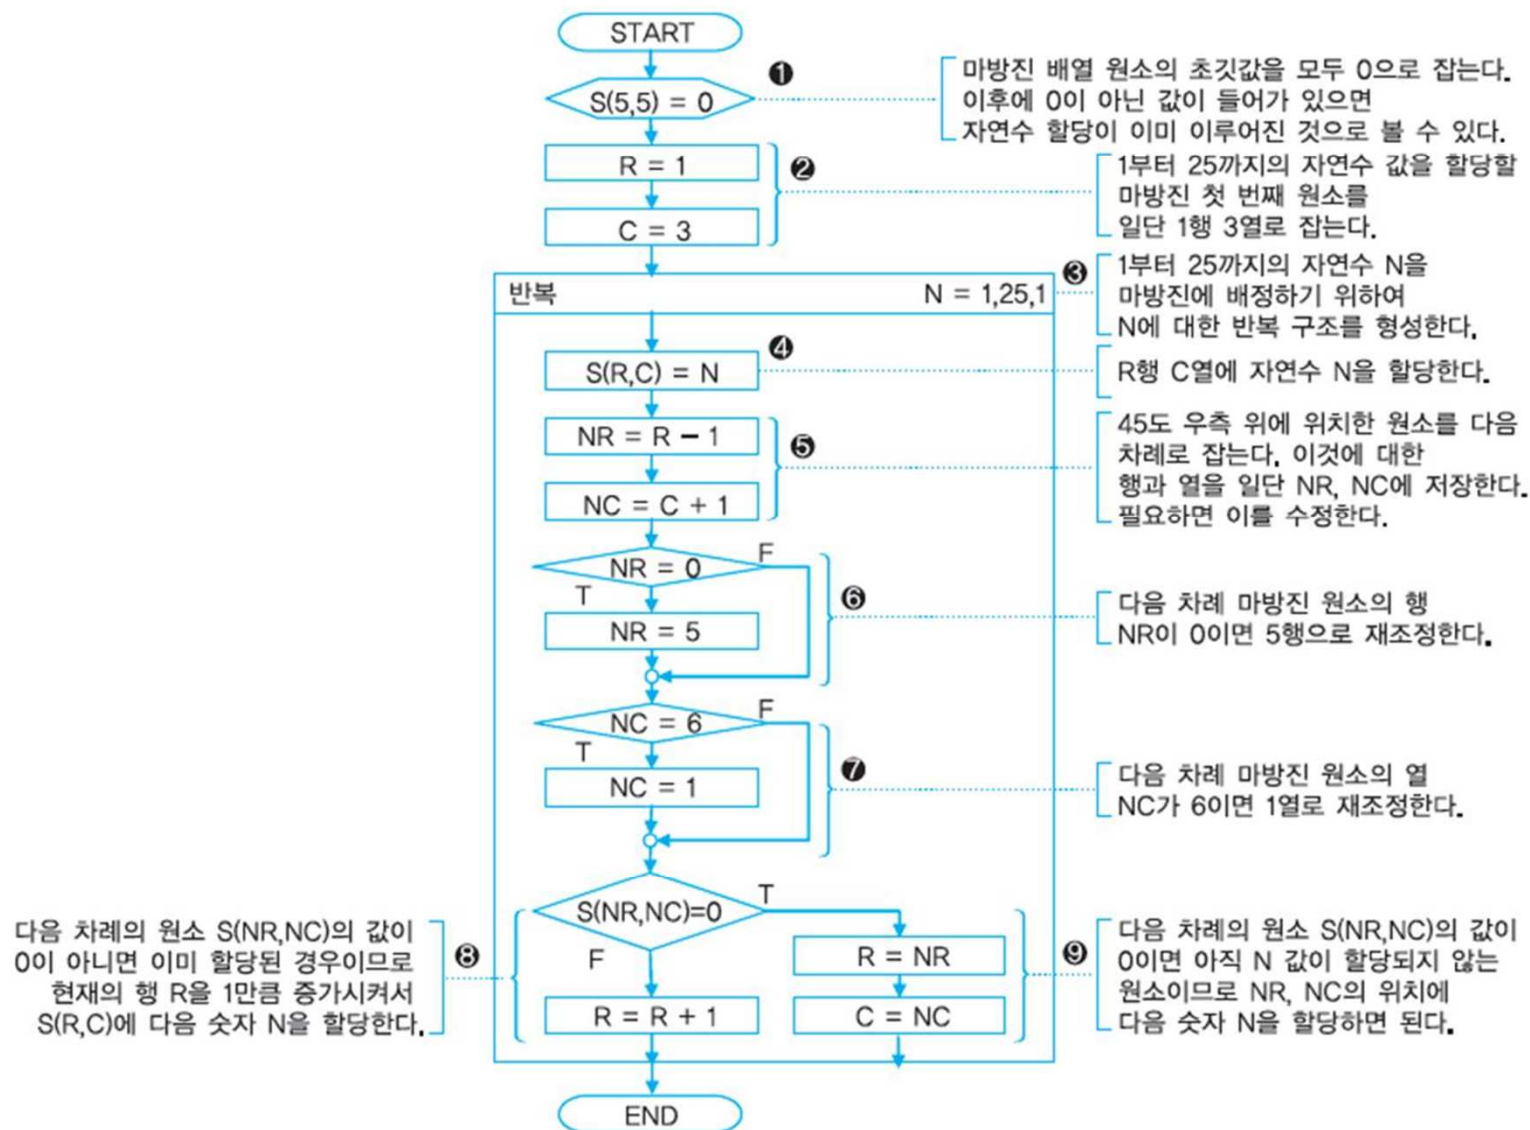 START
❶
S(5,5) = 0
마방진 배열 원소의 초깃값을 모두 0으로 잡는다.
이후에 0이 아닌 값이 들어가 있으면
자연수 할당이 이미 이루어진 것으로 볼 수 있다.
R = 1
C = 3
❷
1부터 25까지의 자연수 값을 할당할
마방진 첫 번째 원소를
일단 1행 3열로 잡는다.
반복
N = 1,25,1
❸
1부터 25까지의 자연수 N을
마방진에 배정하기 위하여
N에 대한 반복 구조를 형성한다.
❹
S(R,C) = N
R행 C열에 자연수 N을 할당한다.
NR = R − 1
NC = C + 1
❺
45도 우측 위에 위치한 원소를 다음
차례로 잡는다. 이것에 대한
행과 열을 일단 NR, NC에 저장한다.
필요하면 이를 수정한다.
NR = 0
F
T
NR = 5
❻
다음 차례 마방진 원소의 행
NR이 0이면 5행으로 재조정한다.
NC = 6
F
T
NC = 1
❼
다음 차례 마방진 원소의 열
NC가 6이면 1열로 재조정한다.
S(NR,NC)=0
T
F
다음 차례의 원소 S(NR,NC)의 값이
0이 아니면 이미 할당된 경우이므로
현재의 행 R을 1만큼 증가시켜서
S(R,C)에 다음 숫자 N을 할당한다.
❽
R = R + 1
R = NR
C = NC
❾
다음 차례의 원소 S(NR,NC)의 값이
0이면 아직 N 값이 할당되지 않는
원소이므로 NR, NC의 위치에
다음 숫자 N을 할당하면 된다.
END